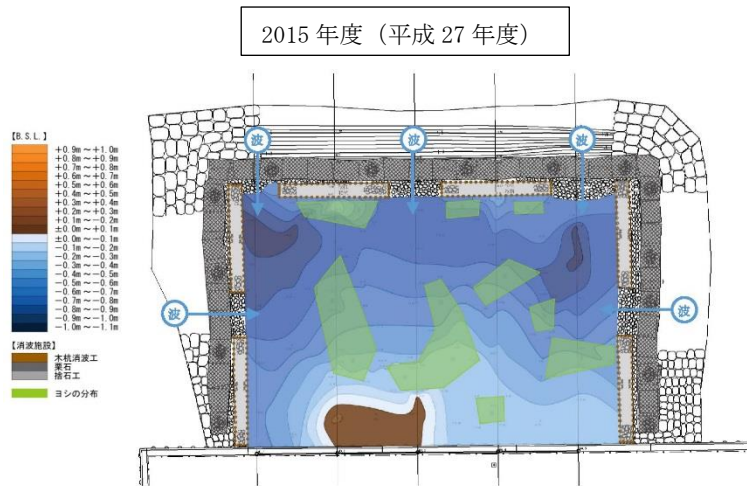 2015 年度（平成 27 年度）
波
波
波
【B.S.L.】
+0.9m～+1.0m
+0.8m～+0.9m
+0.7m～+0.8m
+0.6m～+0.7m
+0.5m～+0.6m
+0.4m～+0.5m
+0.3m～+0.4m
+0.2m～+0.3m
+0.1m～-0.2m
±0.0m～+0.1m
±0.0m～-0.1m
-0.1m～-0.2m
-0.2m～-0.3m
-0.3m～-0.4m
-0.4m～-0.5m
-0.5m～-0.6m
-0.6m～-0.7m
-0.7m～-0.8m
-0.8m～-0.9m
-0.9m～-1.0m
-1.0m～-1.1m
波
波
【消波施設】
木杭消波工
栗石
捨石工
ヨシの分布